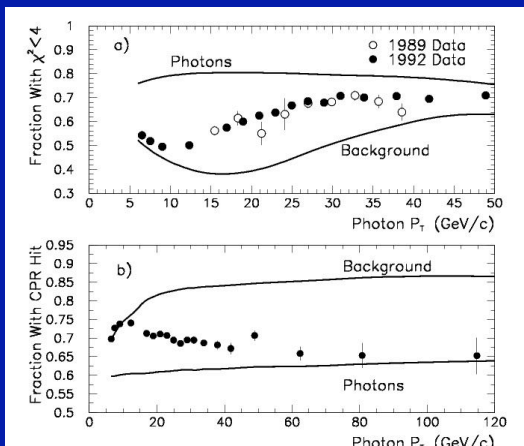 Fraction With χ²<4
1
0.9
0.8
0.7
0.6
0.5
0.4
0.3
a)
Photons
○ 1989 Data
● 1992 Data
Background
0 5 10 15 20 25 30 35 40 45 50
Photon P_T (GeV/c)
Fraction With CPR Hit
0.95
0.9
0.85
0.8
0.75
0.7
0.65
0.6
0.55
0.5
b)
Background
Photons
0 20 40 60 80 100 120
Photon P_T (GeV/c)